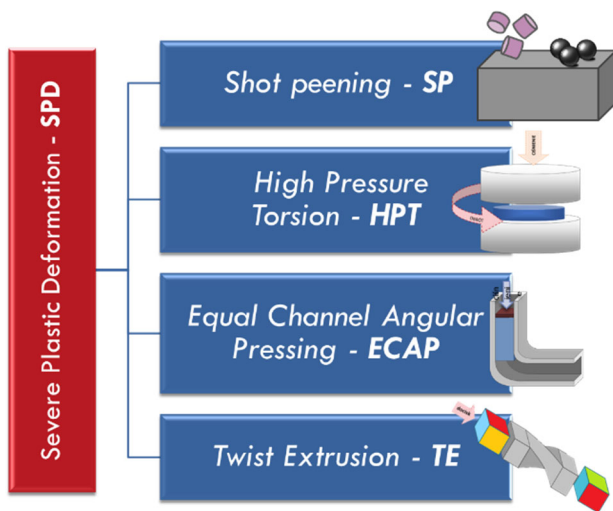 Severe Plastic Deformation - SPD
Shot peening - SP
High Pressure
Torsion - HPT
Equal Channel Angular
Pressing - ECAP
Twist Extrusion - TE